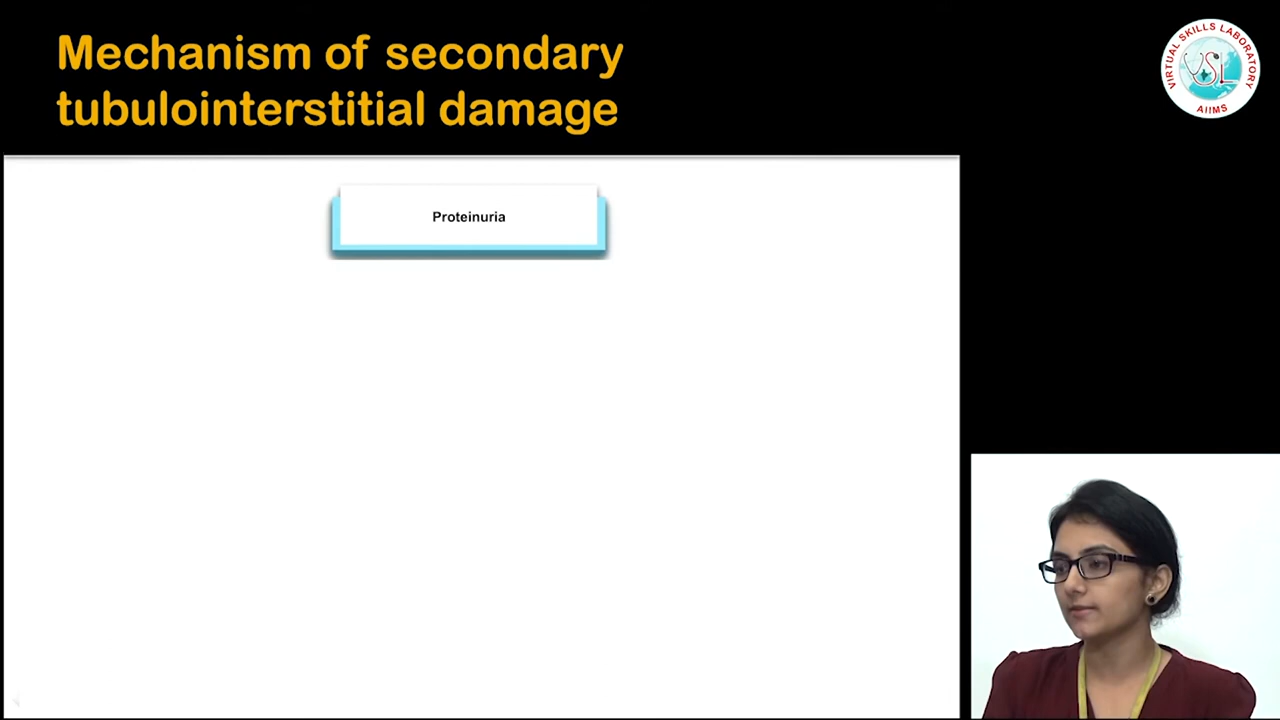 Mechanism of secondary
tubulointerstitial damage
VIRTUAL SKILLS LABORATORY
VSL
AIIMS
Proteinuria